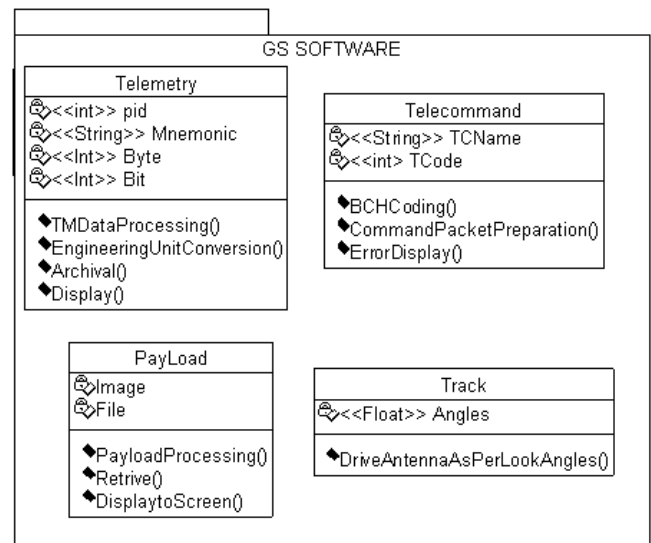 GS SOFTWARE
Telemetry
<<int>> pid
<<String>> Mnemonic
<<Int>> Byte
<<Int>> Bit
TMDataProcessing()
EngineeringUnitConversion()
Archival()
Display()
Telecommand
<<String>> TCName
<<int> TCode
BCHCoding()
CommandPacketPreparation()
ErrorDisplay()
PayLoad
Image
File
PayloadProcessing()
Retrive()
DisplaytoScreen()
Track
<<Float>> Angles
DriveAntennaAsPerLookAngles()